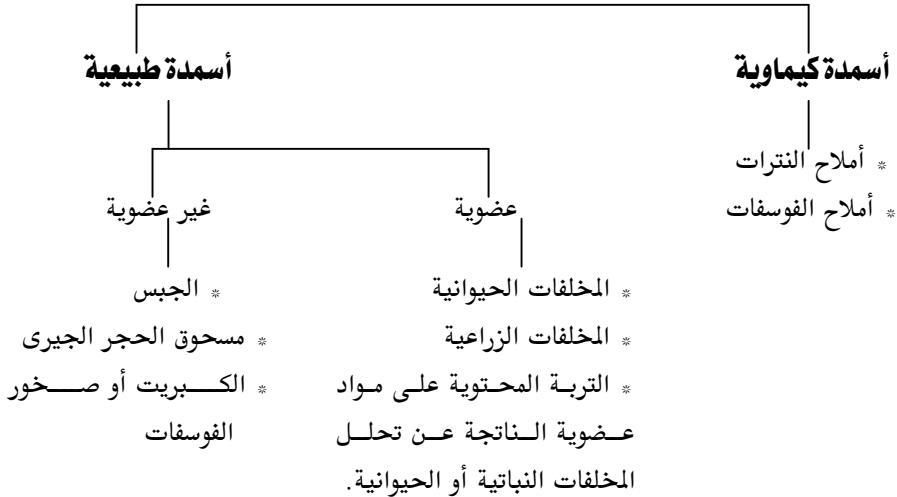 أسمدة كيماوية
* أملاح النترات
* أملاح الفوسفات
أسمدة طبيعية
عضوية
* المخلفات الحيوانية
* المخلفات الزراعية
* التربة المحتوية على مواد
عضوية الناتجة عن تحلل
المخلفات النباتية أو الحيوانية.
غير عضوية
* الجبس
* مسحوق الحجر الجيرى
* الكبريت أو صخور
الفوسفات